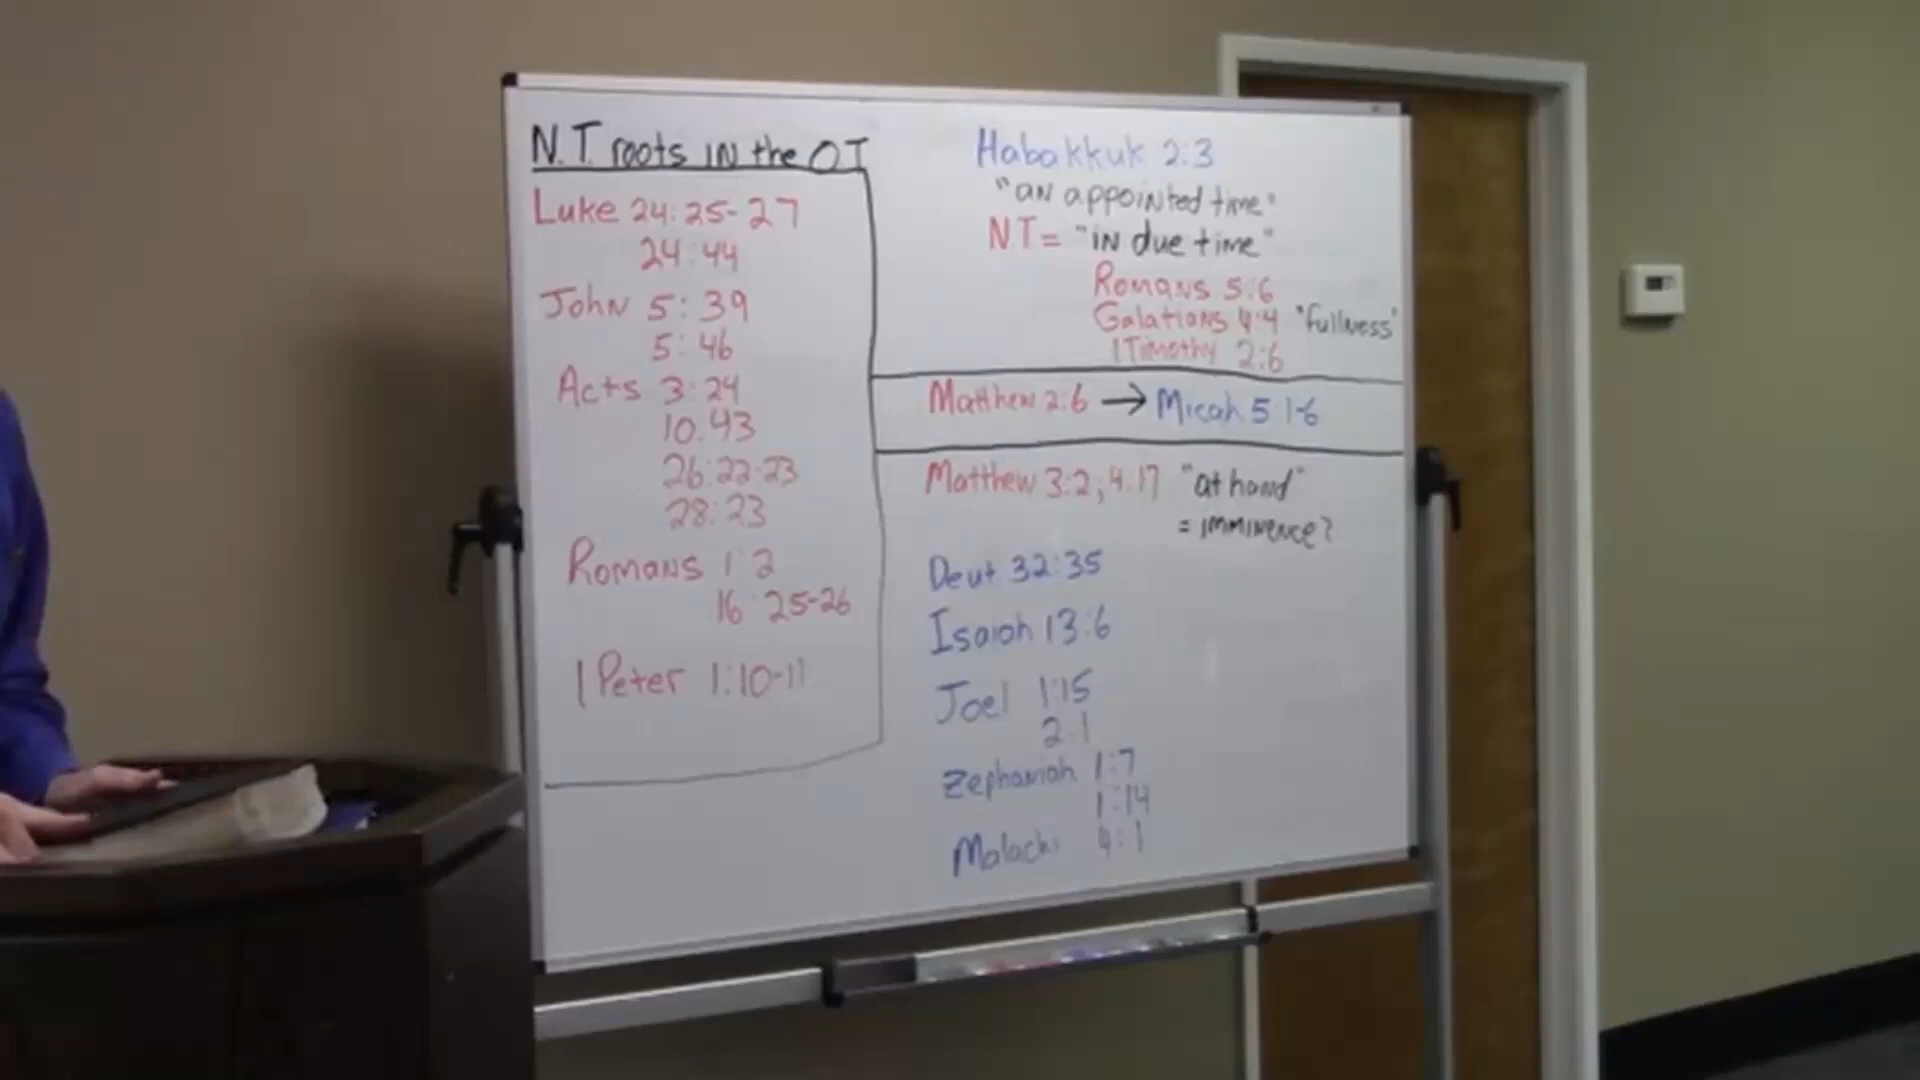 N.T. roots in the OT
Luke 24:25-27
24:44
John 5:39
5:46
Acts 3:24
10:43
26:22-23
28:23
Romans 1:2
16:25-26
1 Peter 1:10-11
Habakkuk 2:3
"an appointed time"
NT = "in due time"
Romans 5:6
Galatians 4:4 "fullness"
1 Timothy 2:6
Matthew 2:6 → Micah 5:1-6
Matthew 3:2, 4:17 "at hand"
= imminence?
Deut 32:35
Isaiah 13:6
Joel 1:15
2:1
Zephaniah 1:7
1:14
Malachi 4:1